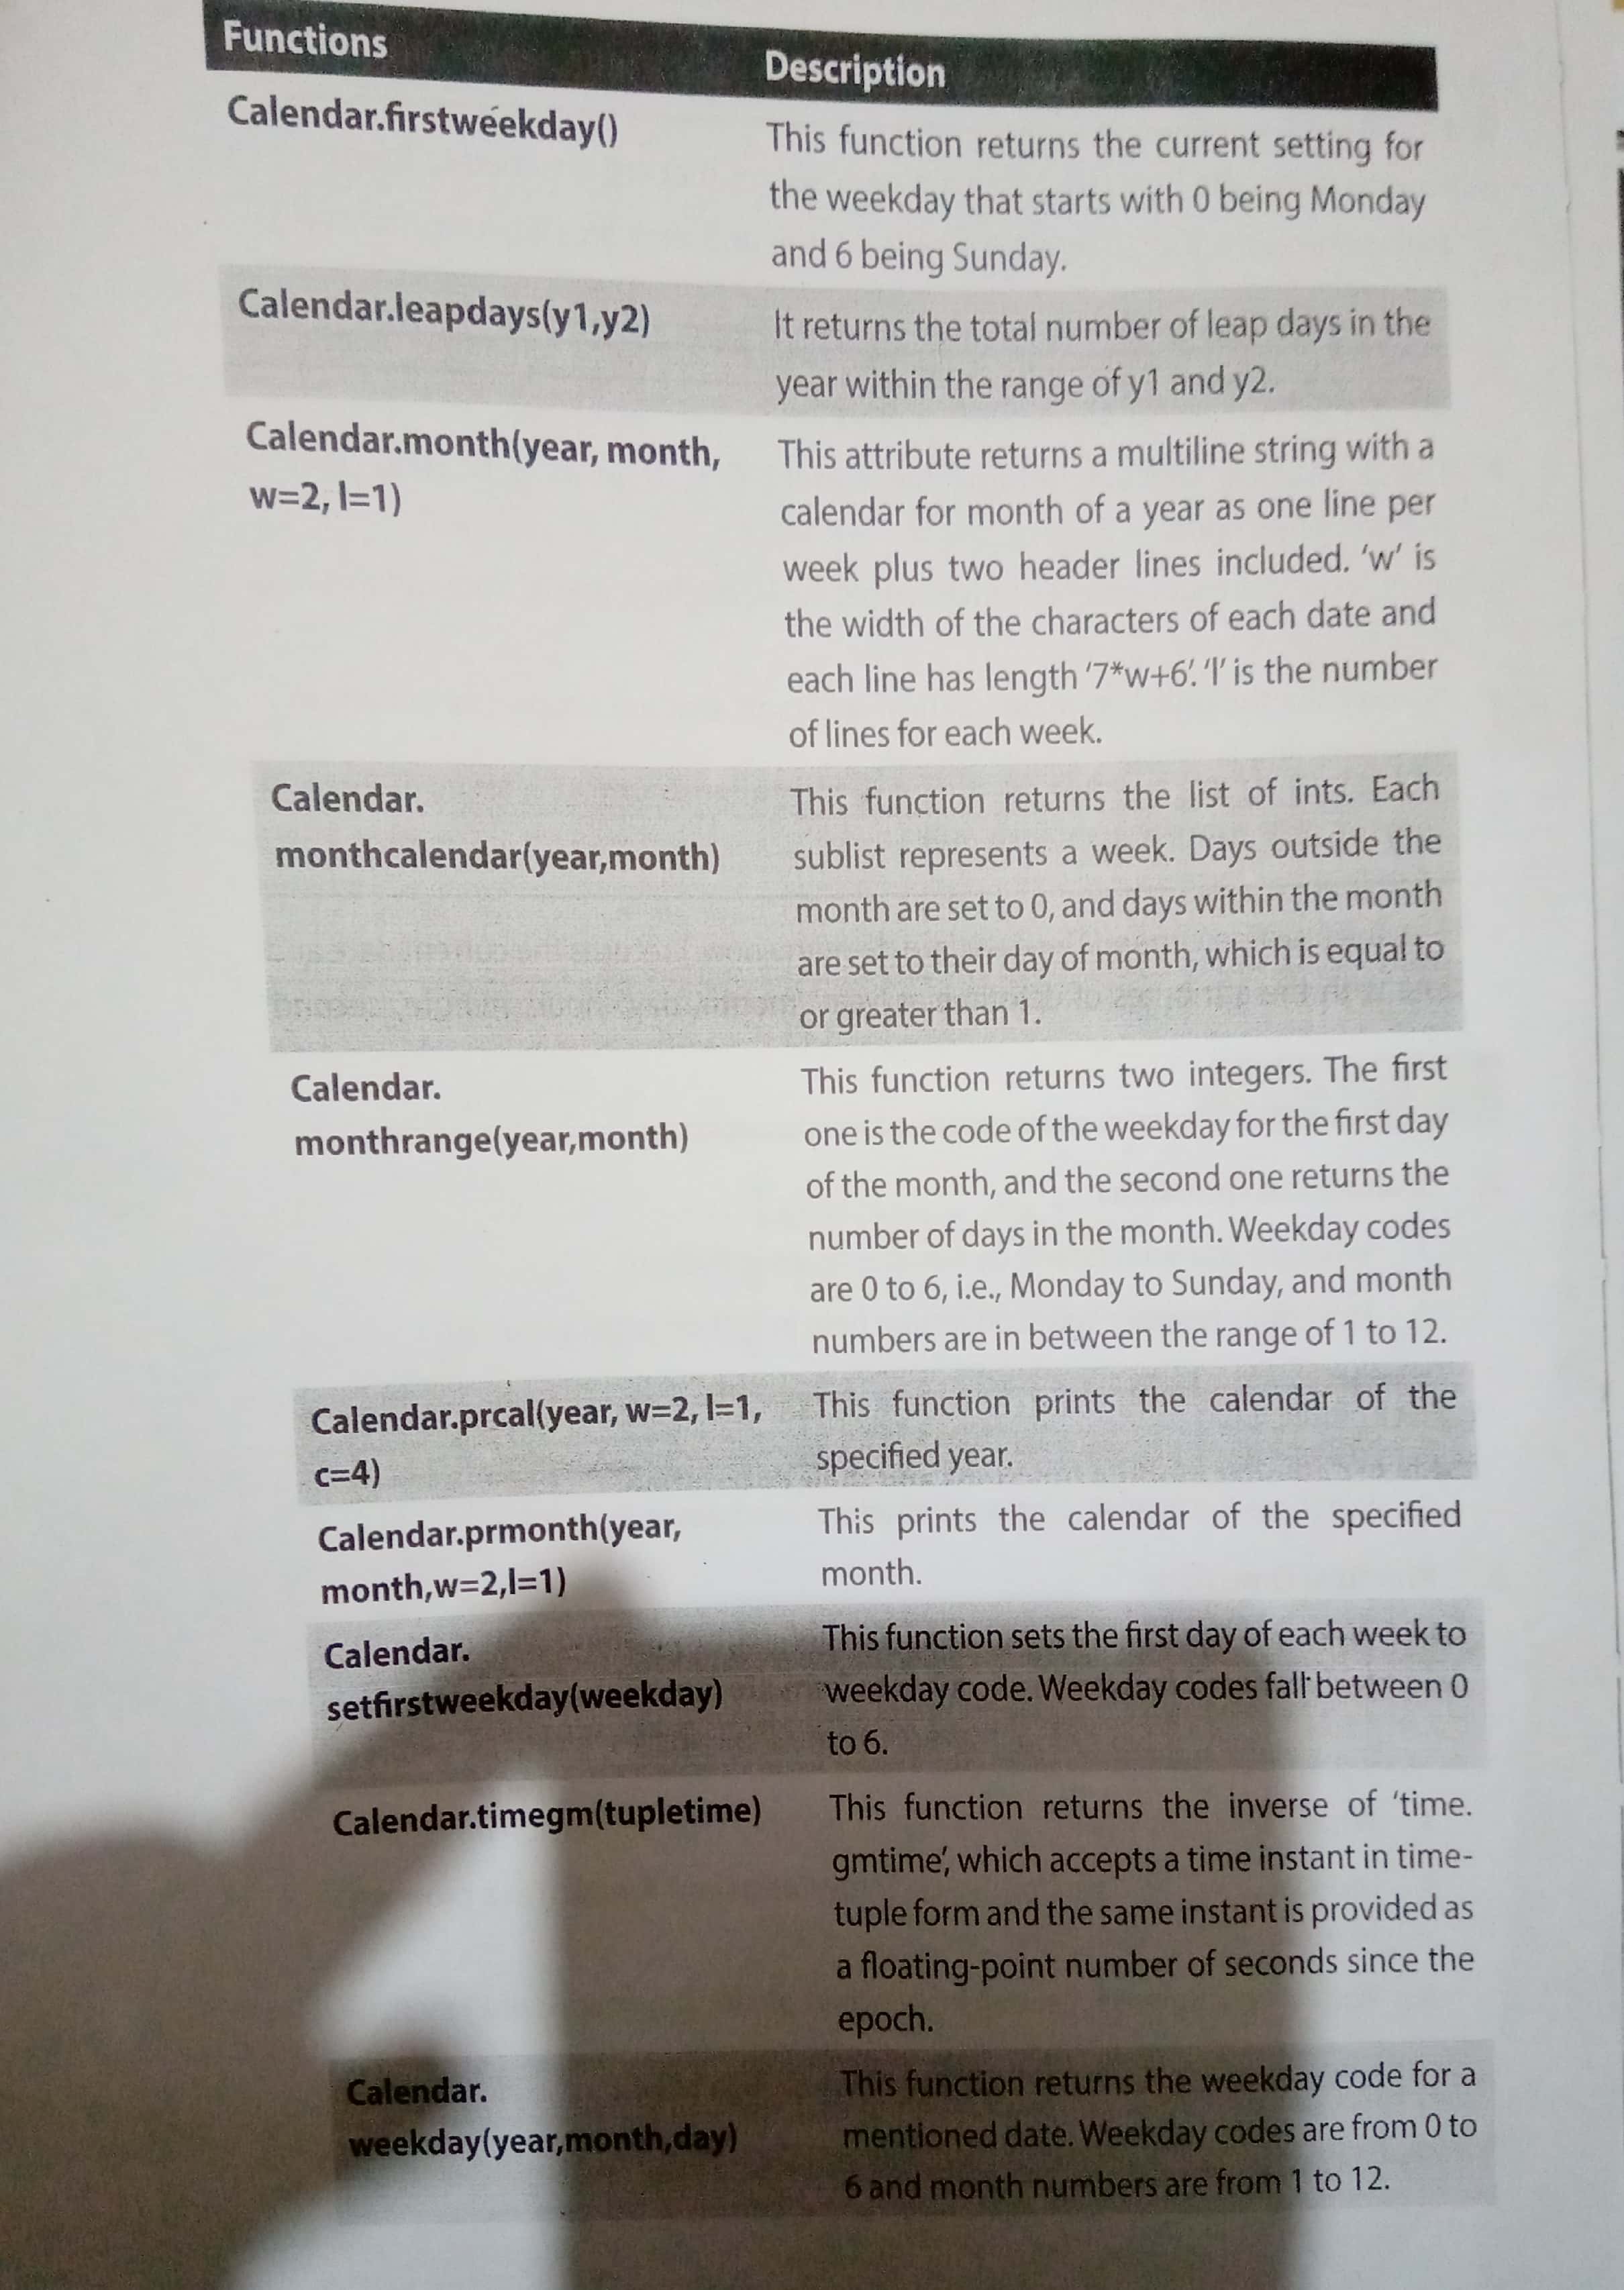 Functions
Description
Calendar.firstweekday()
This function returns the current setting for
the weekday that starts with 0 being Monday
and 6 being Sunday.
Calendar.leapdays(y1,y2)
It returns the total number of leap days in the
year within the range of y1 and y2.
Calendar.month(year, month,
w=2, l=1)
This attribute returns a multiline string with a
calendar for month of a year as one line per
week plus two header lines included. ‘w’ is
the width of the characters of each date and
each line has length ‘7*w+6’. ‘l’ is the number
of lines for each week.
Calendar.
monthcalendar(year,month)
This function returns the list of ints. Each
sublist represents a week. Days outside the
month are set to 0, and days within the month
are set to their day of month, which is equal to
or greater than 1.
Calendar.
monthrange(year,month)
This function returns two integers. The first
one is the code of the weekday for the first day
of the month, and the second one returns the
number of days in the month. Weekday codes
are 0 to 6, i.e., Monday to Sunday, and month
numbers are in between the range of 1 to 12.
Calendar.prcal(year, w=2, l=1,
c=4)
This function prints the calendar of the
specified year.
Calendar.prmonth(year,
month,w=2,l=1)
This prints the calendar of the specified
month.
Calendar.
setfirstweekday(weekday)
This function sets the first day of each week to
weekday code. Weekday codes fall between 0
to 6.
Calendar.timegm(tupletime)
This function returns the inverse of ‘time.
gmtime’, which accepts a time instant in time-
tuple form and the same instant is provided as
a floating-point number of seconds since the
epoch.
Calendar.
weekday(year,month,day)
This function returns the weekday code for a
mentioned date. Weekday codes are from 0 to
6 and month numbers are from 1 to 12.